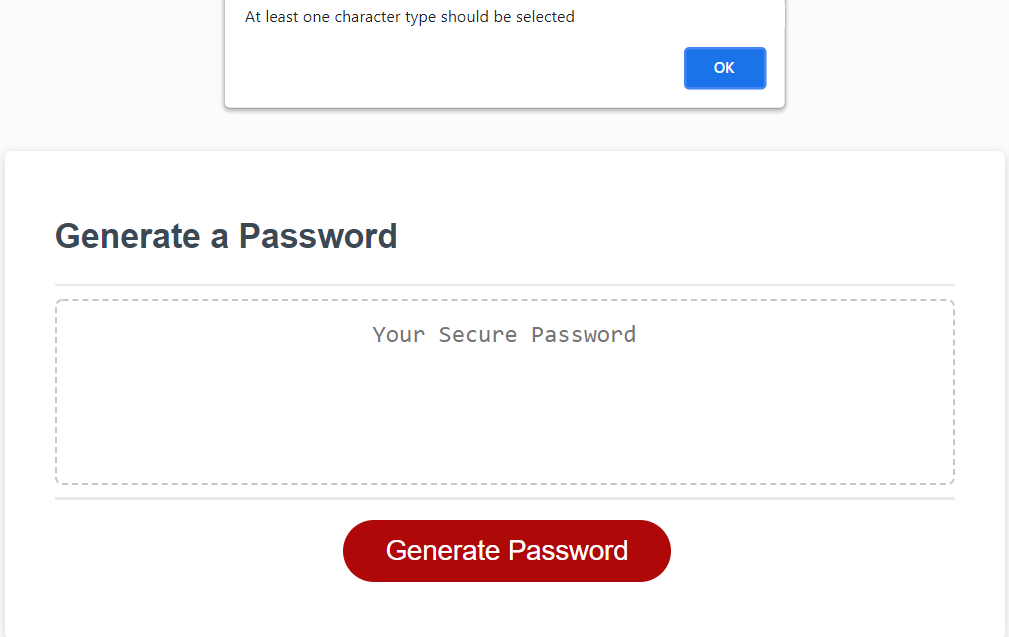 At least one character type should be selected
OK
Generate a Password
Your Secure Password
Generate Password